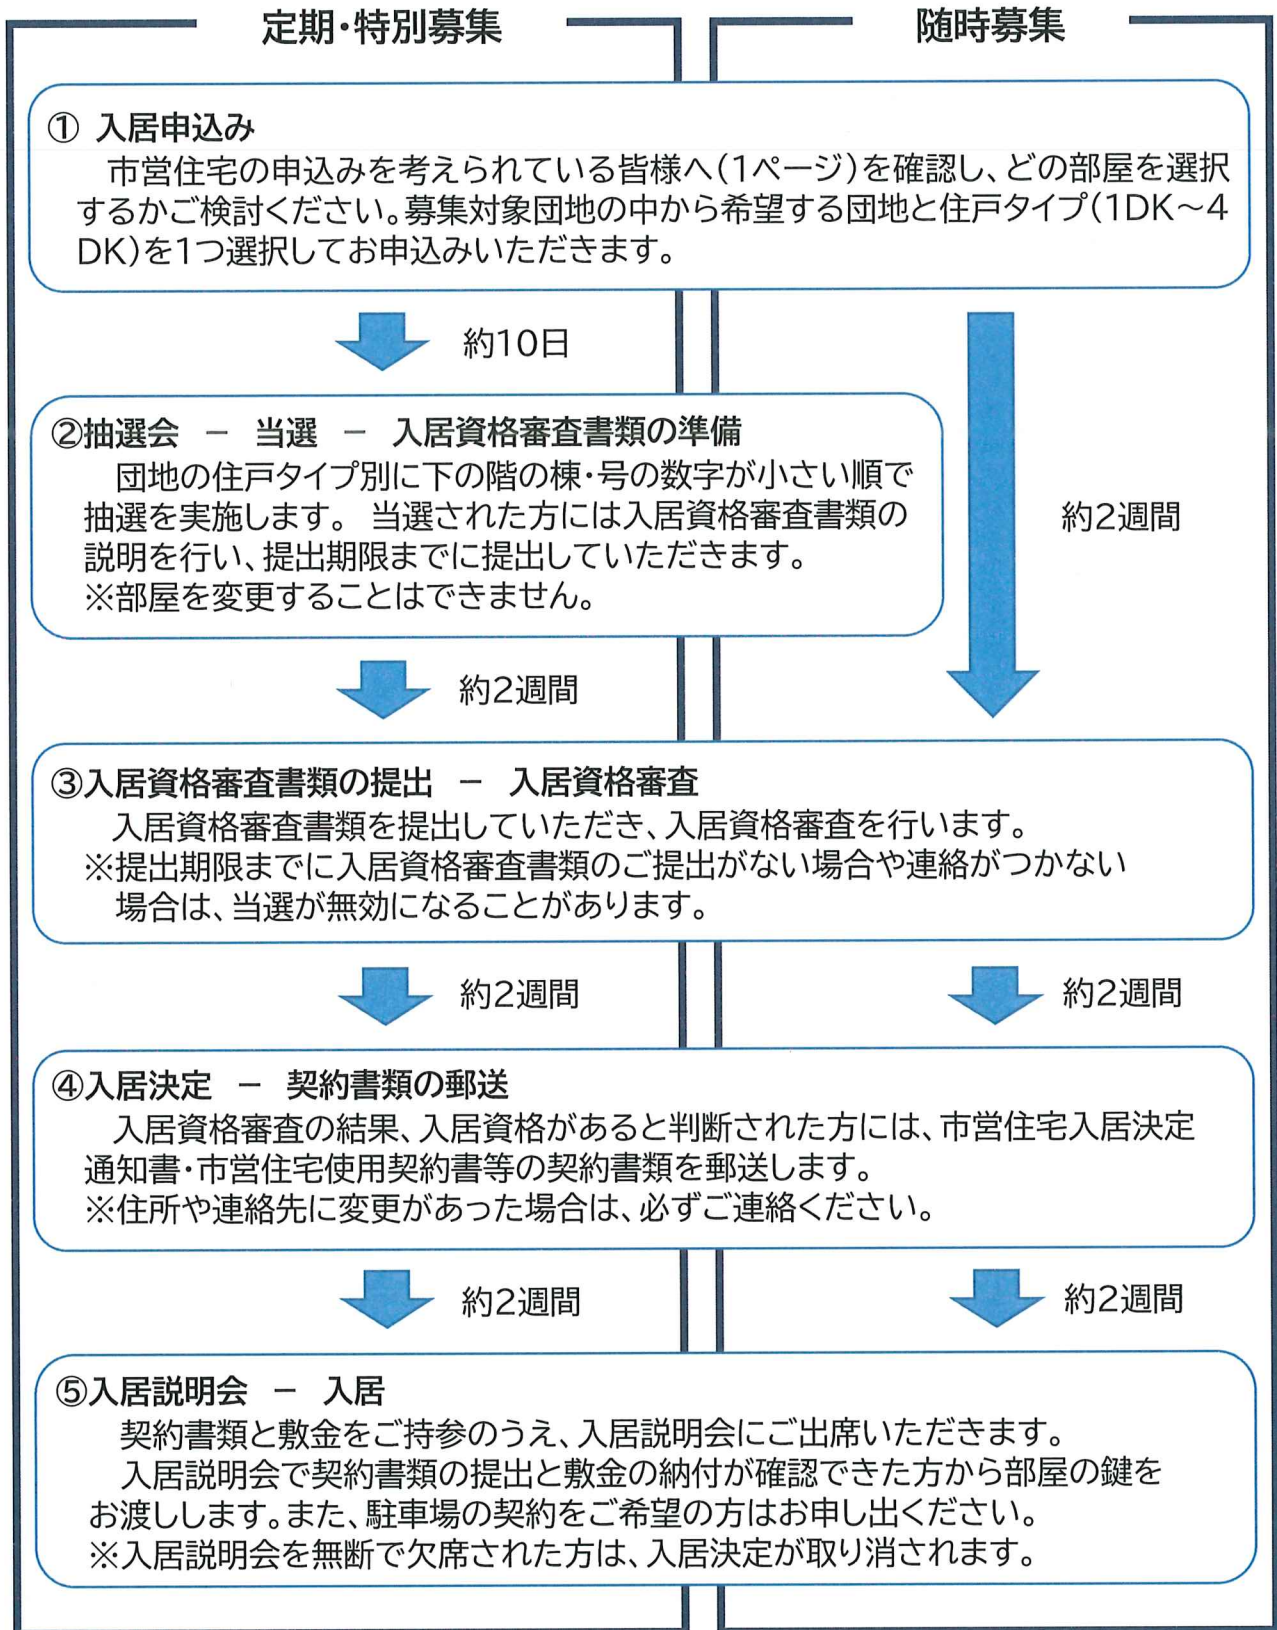 定期・特別募集
随時募集
① 入居申込み
市営住宅の申込みを考えられている皆様へ(1ページ)を確認し、どの部屋を選択
するかご検討ください。募集対象団地の中から希望する団地と住戸タイプ(1DK～4
DK)を1つ選択してお申込みいただきます。
約10日
②抽選会 － 当選 － 入居資格審査書類の準備
団地の住戸タイプ別に下の階の棟・号の数字が小さい順で
抽選を実施します。 当選された方には入居資格審査書類の
説明を行い、提出期限までに提出していただきます。
※部屋を変更することはできません。
約2週間
約2週間
③入居資格審査書類の提出 － 入居資格審査
入居資格審査書類を提出していただき、入居資格審査を行います。
※提出期限までに入居資格審査書類のご提出がない場合や連絡がつかない
場合は、当選が無効になることがあります。
約2週間
約2週間
④入居決定 － 契約書類の郵送
入居資格審査の結果、入居資格があると判断された方には、市営住宅入居決定
通知書・市営住宅使用契約書等の契約書類を郵送します。
※住所や連絡先に変更があった場合は、必ずご連絡ください。
約2週間
約2週間
⑤入居説明会 － 入居
契約書類と敷金をご持参のうえ、入居説明会にご出席いただきます。
入居説明会で契約書類の提出と敷金の納付が確認できた方から部屋の鍵を
お渡しします。また、駐車場の契約をご希望の方はお申し出ください。
※入居説明会を無断で欠席された方は、入居決定が取り消されます。